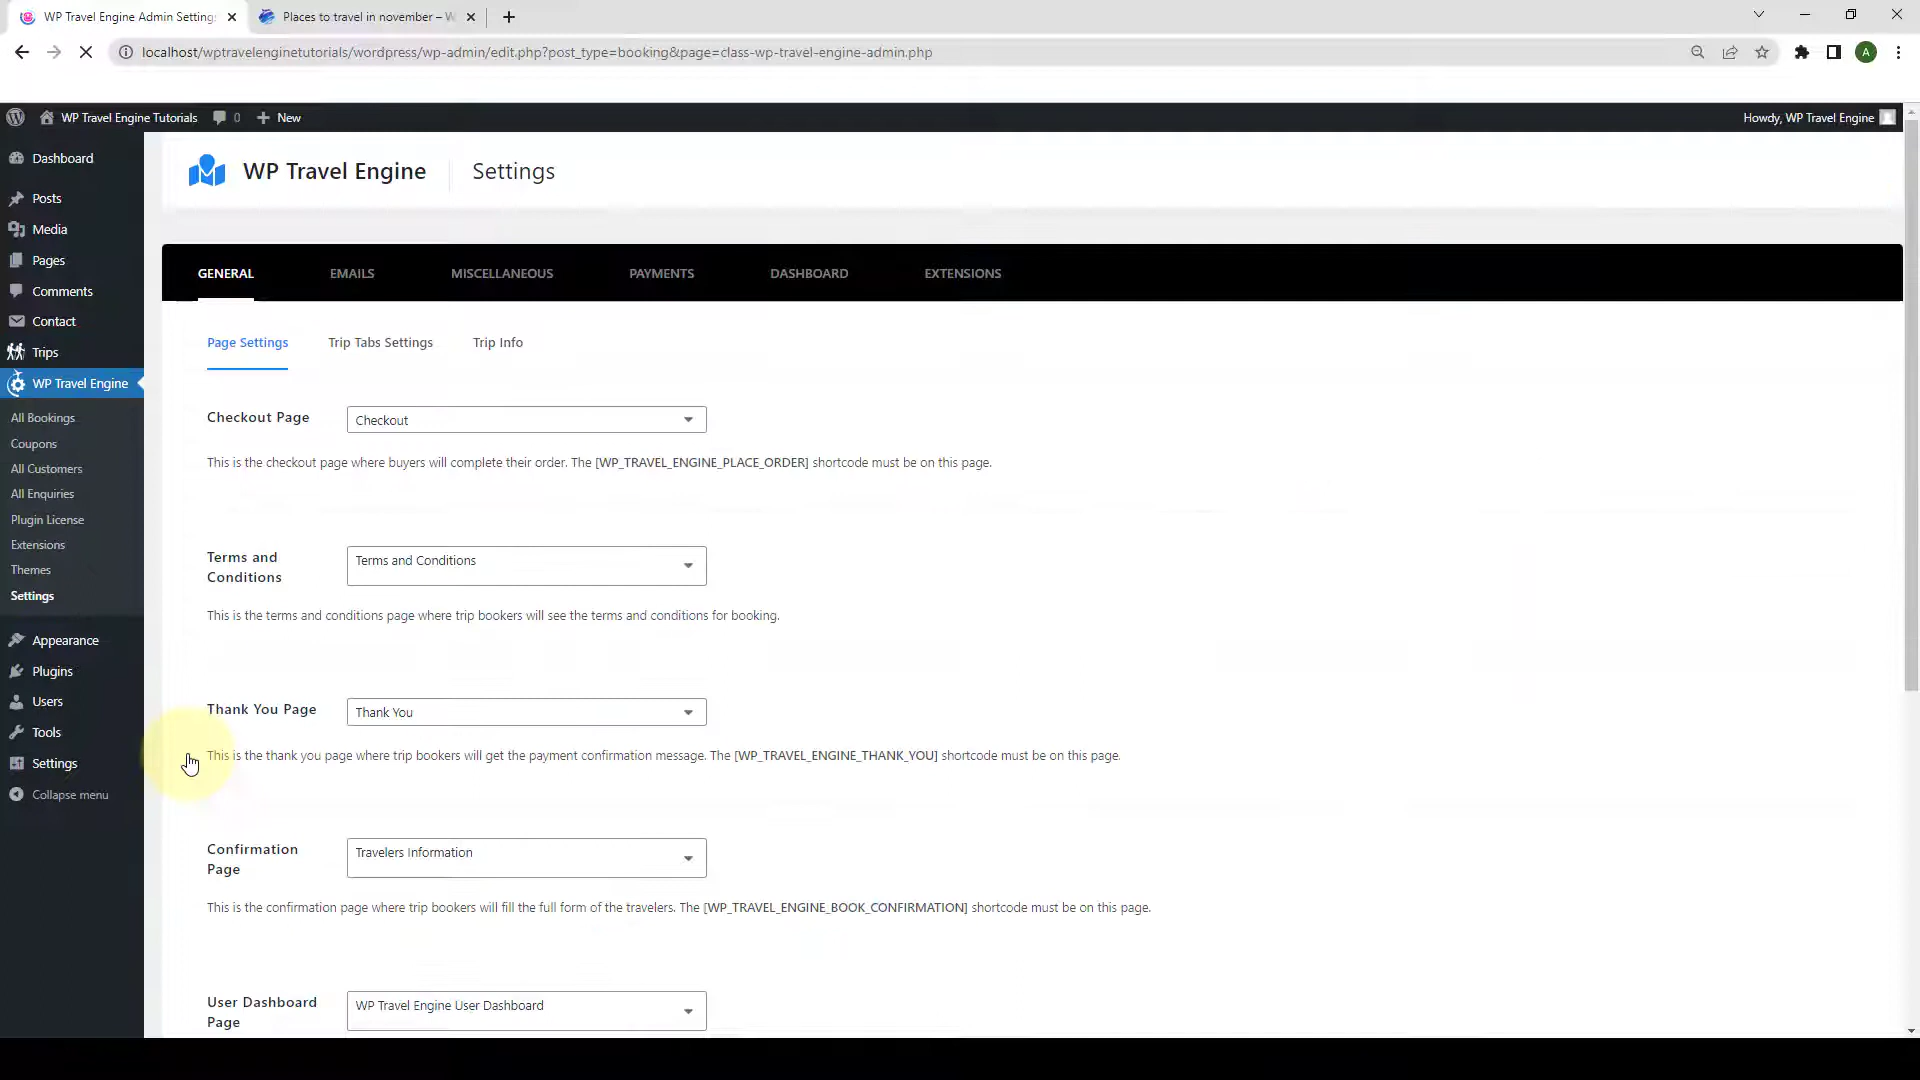 WP Travel Engine Admin Settings
Places to travel in november – W
localhost/wptravelenginetutorials/wordpress/wp-admin/edit.php?post_type=booking&page=class-wp-travel-engine-admin.php
A
WP Travel Engine Tutorials
0
New
Howdy, WP Travel Engine
Dashboard
Posts
Media
Pages
Comments
Contact
Trips
WP Travel Engine
All Bookings
Coupons
All Customers
All Enquiries
Plugin License
Extensions
Themes
Settings
Appearance
Plugins
Users
Tools
Settings
Collapse menu
WP Travel Engine
Settings
GENERAL
EMAILS
MISCELLANEOUS
PAYMENTS
DASHBOARD
EXTENSIONS
Page Settings
Trip Tabs Settings
Trip Info
Checkout Page
Checkout
This is the checkout page where buyers will complete their order. The [WP_TRAVEL_ENGINE_PLACE_ORDER] shortcode must be on this page.
Terms and
Conditions
Terms and Conditions
This is the terms and conditions page where trip bookers will see the terms and conditions for booking.
Thank You Page
Thank You
This is the thank you page where trip bookers will get the payment confirmation message. The [WP_TRAVEL_ENGINE_THANK_YOU] shortcode must be on this page.
Confirmation
Page
Travelers Information
This is the confirmation page where trip bookers will fill the full form of the travelers. The [WP_TRAVEL_ENGINE_BOOK_CONFIRMATION] shortcode must be on this page.
User Dashboard
Page
WP Travel Engine User Dashboard